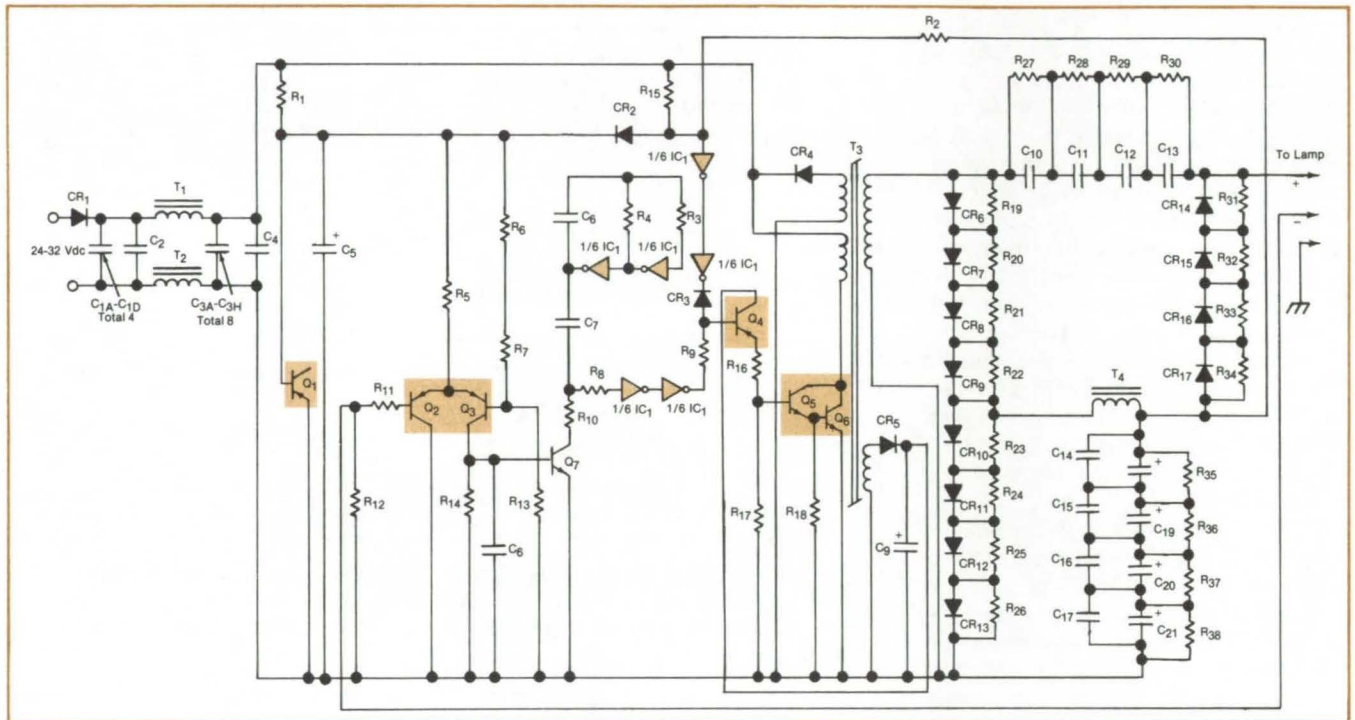 R2
R27
R28
R29
R30
R1
R15
CR2
1/6 IC1
CR4
T3
C10
C11
C12
C13
To Lamp
+
−
CR1
T1
24-32 Vdc
C2
T2
C4
C1A-C1D
Total 4
C3A-C3H
Total 8
+
C5
R5
R6
R7
C6
R4
R3
1/6 IC1
1/6 IC1
1/6 IC1
CR3
C7
R8
R9
R10
1/6 IC1
1/6 IC1
Q4
R16
Q1
R11
Q2
Q3
Q7
R12
R14
C6
R13
Q5
Q6
R17
R18
CR5
+
C9
CR6
R19
CR7
R20
CR8
R21
CR9
R22
CR10
R23
CR11
R24
CR12
R25
CR13
R26
CR14
R31
CR15
R32
CR16
R33
CR17
R34
T4
C14
+
R35
C15
+
C19
R36
C16
+
C20
R37
C17
+
C21
R38